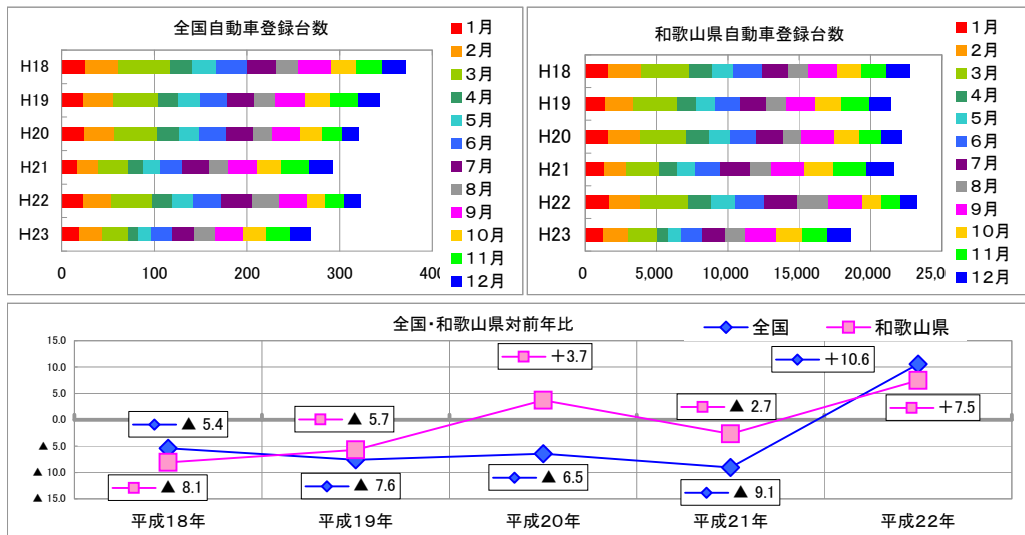 全国自動車登録台数
H18
H19
H20
H21
H22
H23
0
100
200
300
400
1月
2月
3月
4月
5月
6月
7月
8月
9月
10月
11月
12月
和歌山県自動車登録台数
H18
H19
H20
H21
H22
H23
0
5,000
10,000
15,000
20,000
25,000
1月
2月
3月
4月
5月
6月
7月
8月
9月
10月
11月
12月
全国・和歌山県対前年比
全国
和歌山県
15.0
10.0
5.0
0.0
▲ 5.0
▲ 10.0
▲ 15.0
▲ 5.4
▲ 8.1
▲ 5.7
▲ 7.6
+3.7
▲ 6.5
▲ 2.7
▲ 9.1
+10.6
+7.5
平成18年
平成19年
平成20年
平成21年
平成22年